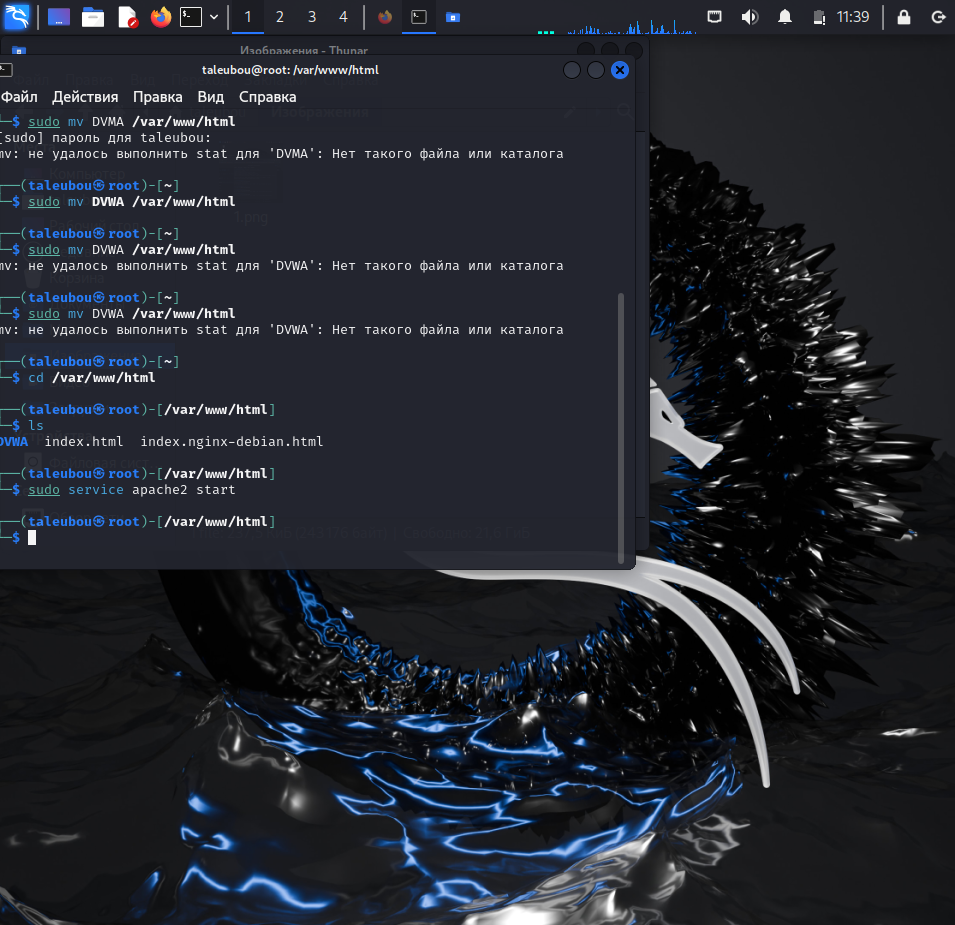 1 2 3 4 11:39
Изображения - Thunar
taleubou@root: /var/www/html
Файл Действия Правка Вид Справка
└─$ sudo mv DVMA /var/www/html
[sudo] пароль для taleubou:
mv: не удалось выполнить stat для 'DVMA': Нет такого файла или каталога
┌──(taleubou㉿root)-[~]
└─$ sudo mv DVWA /var/www/html
┌──(taleubou㉿root)-[~]
└─$ sudo mv DVWA /var/www/html
mv: не удалось выполнить stat для 'DVWA': Нет такого файла или каталога
┌──(taleubou㉿root)-[~]
└─$ sudo mv DVWA /var/www/html
mv: не удалось выполнить stat для 'DVWA': Нет такого файла или каталога
┌──(taleubou㉿root)-[~]
└─$ cd /var/www/html
┌──(taleubou㉿root)-[/var/www/html]
└─$ ls
DVWA index.html index.nginx-debian.html
┌──(taleubou㉿root)-[/var/www/html]
└─$ sudo service apache2 start
┌──(taleubou㉿root)-[/var/www/html]
└─$